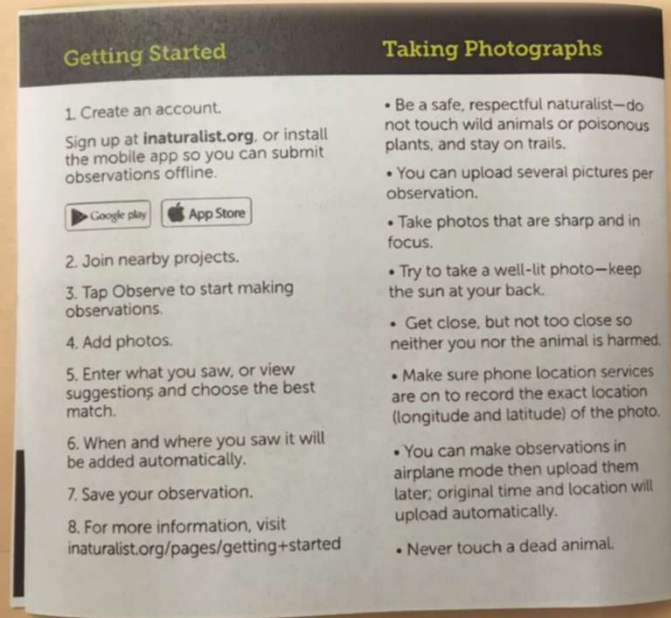 Getting Started
1. Create an account.
Sign up at inaturalist.org, or install
the mobile app so you can submit
observations offline.
Google play
App Store
2. Join nearby projects.
3. Tap Observe to start making
observations.
4. Add photos.
5. Enter what you saw, or view
suggestions and choose the best
match.
6. When and where you saw it will
be added automatically.
7. Save your observation.
8. For more information, visit
inaturalist.org/pages/getting+started
Taking Photographs
• Be a safe, respectful naturalist—do
not touch wild animals or poisonous
plants, and stay on trails.
• You can upload several pictures per
observation.
• Take photos that are sharp and in
focus.
• Try to take a well-lit photo—keep
the sun at your back.
• Get close, but not too close so
neither you nor the animal is harmed.
• Make sure phone location services
are on to record the exact location
(longitude and latitude) of the photo.
• You can make observations in
airplane mode then upload them
later; original time and location will
upload automatically.
• Never touch a dead animal.